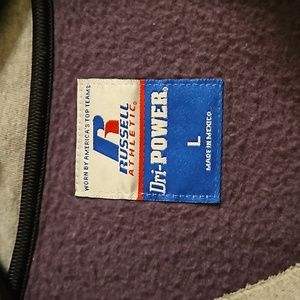 WORN BY AMERICA'S TOP TEAMS
R
RUSSELL
ATHLETIC®
Dri-POWER®
L
MADE IN MEXICO